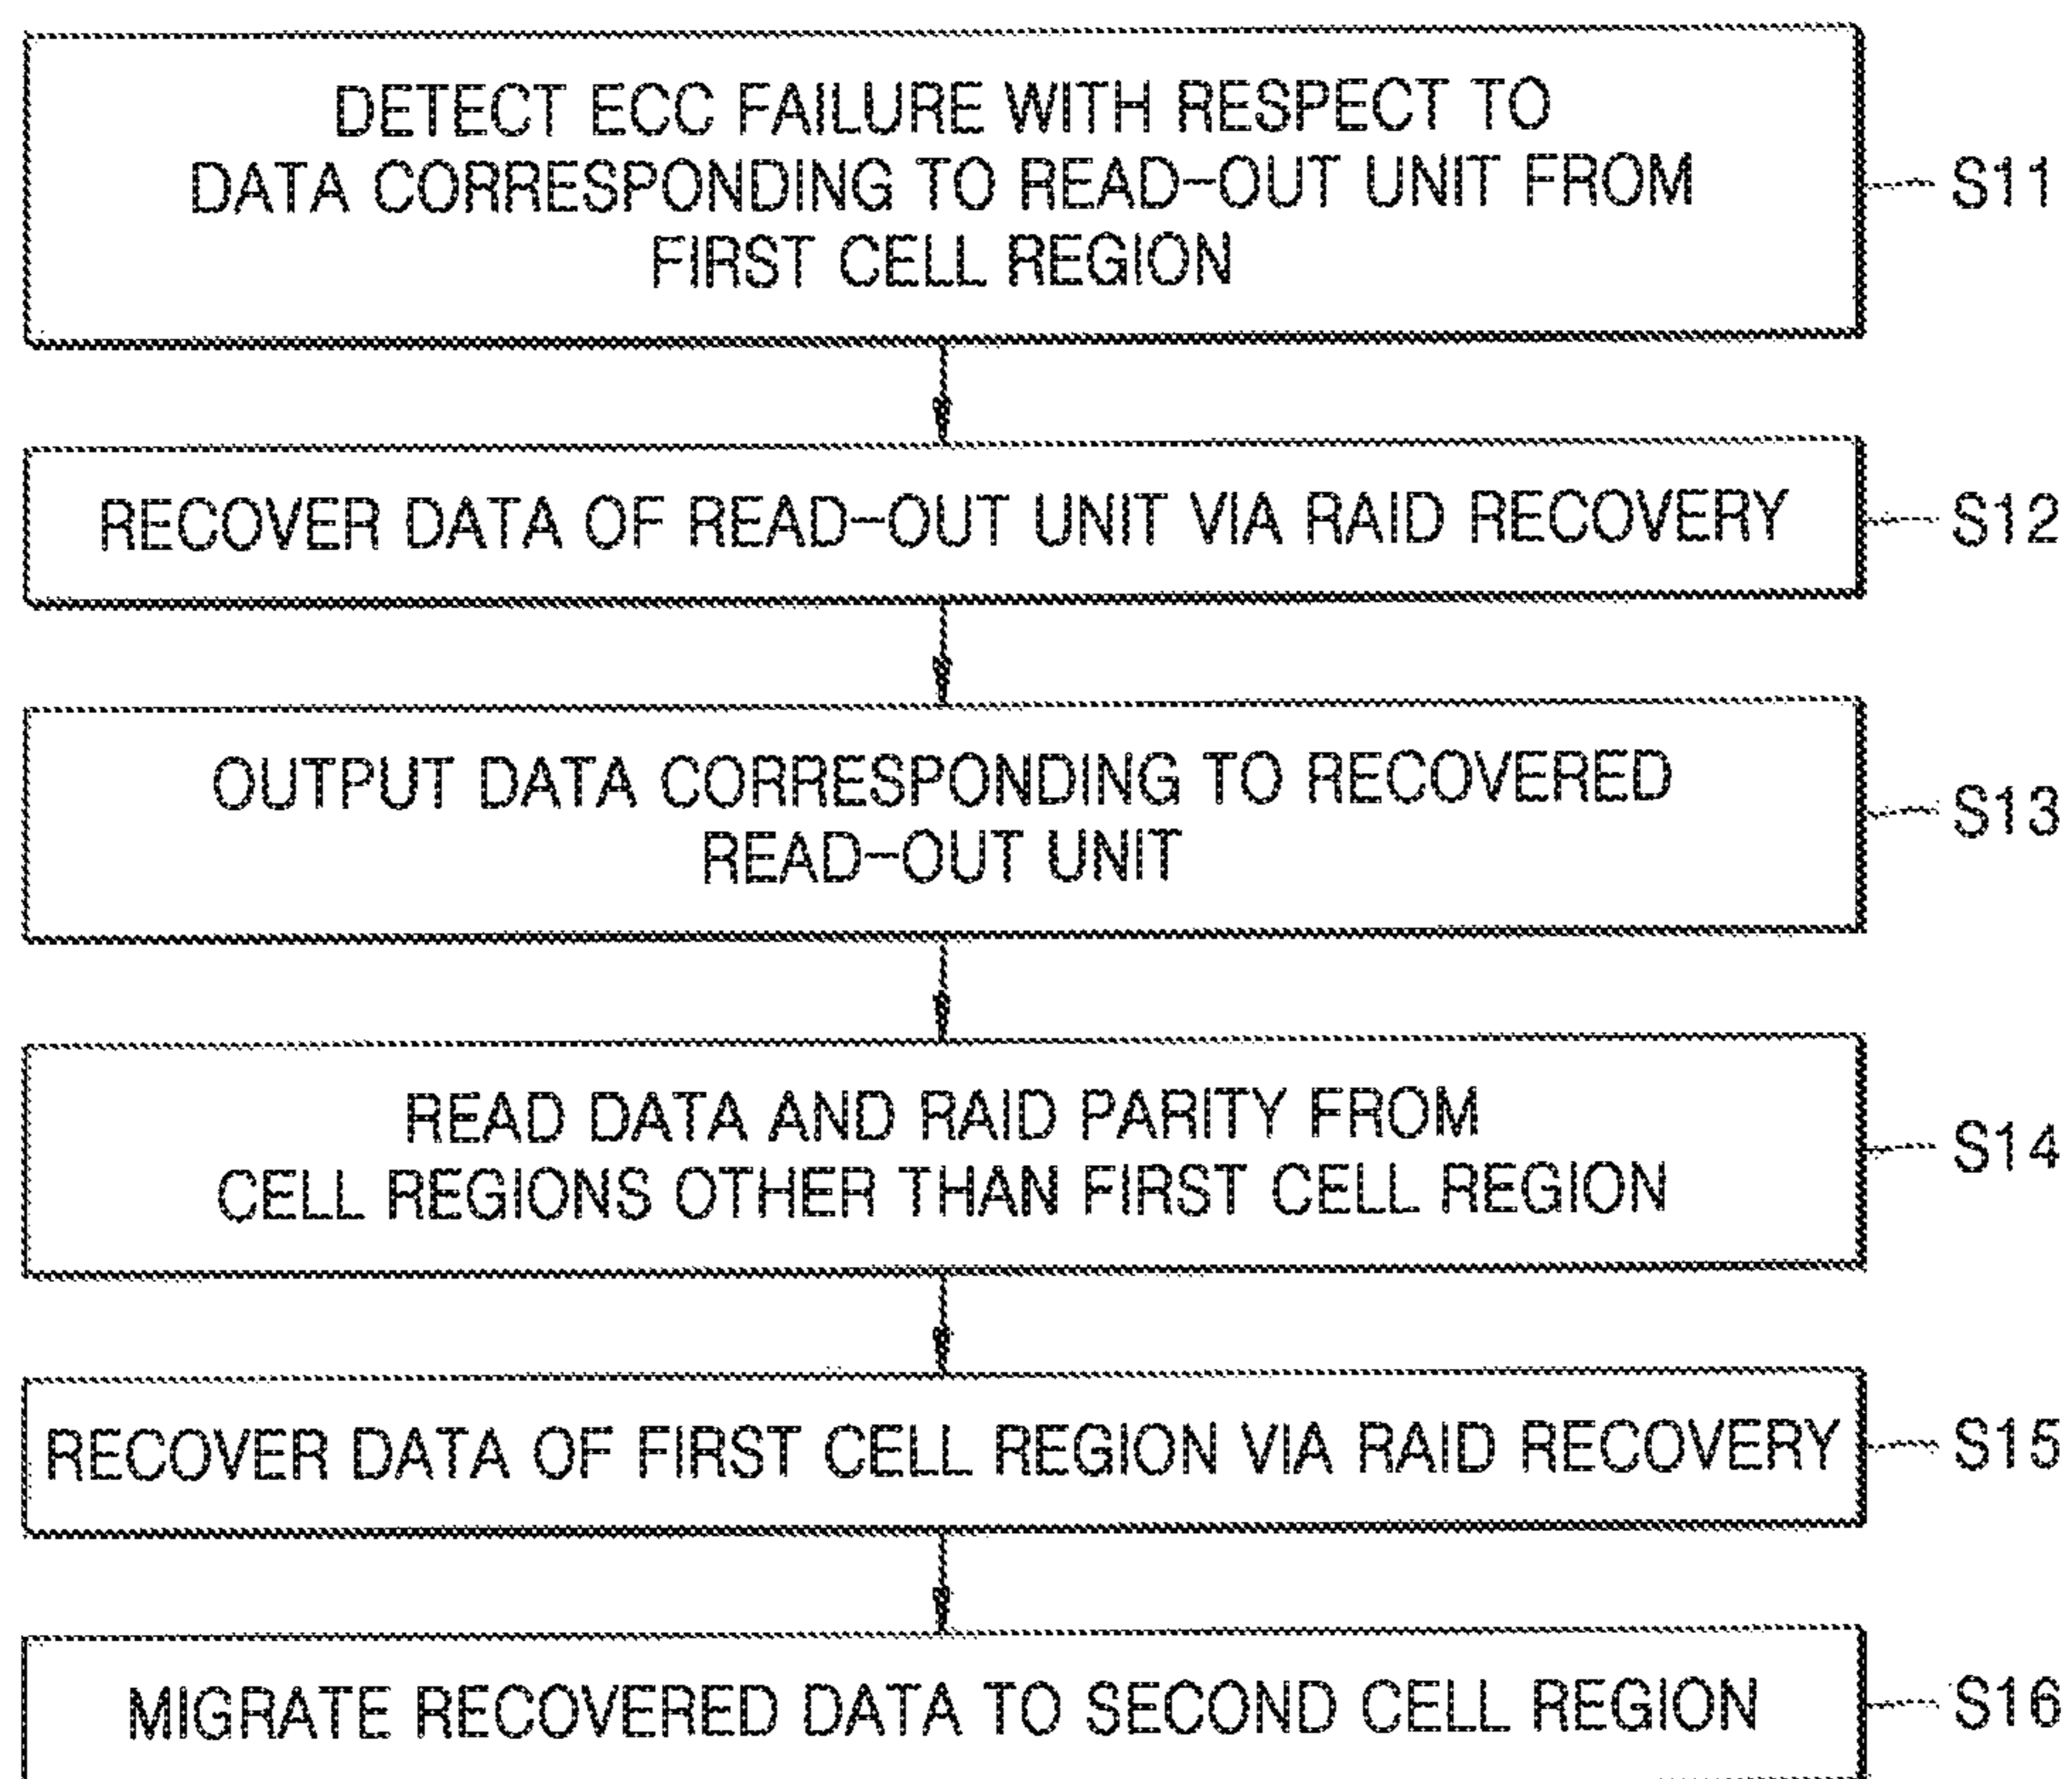 DETECT ECC FAILURE WITH RESPECT TO
DATA CORRESPONDING TO READ-OUT UNIT FROM
FIRST CELL REGION
S11
RECOVER DATA OF READ-OUT UNIT VIA RAID RECOVERY
S12
OUTPUT DATA CORRESPONDING TO RECOVERED
READ-OUT UNIT
S13
READ DATA AND RAID PARITY FROM
CELL REGIONS OTHER THAN FIRST CELL REGION
S14
RECOVER DATA OF FIRST CELL REGION VIA RAID RECOVERY
S15
MIGRATE RECOVERED DATA TO SECOND CELL REGION
S16